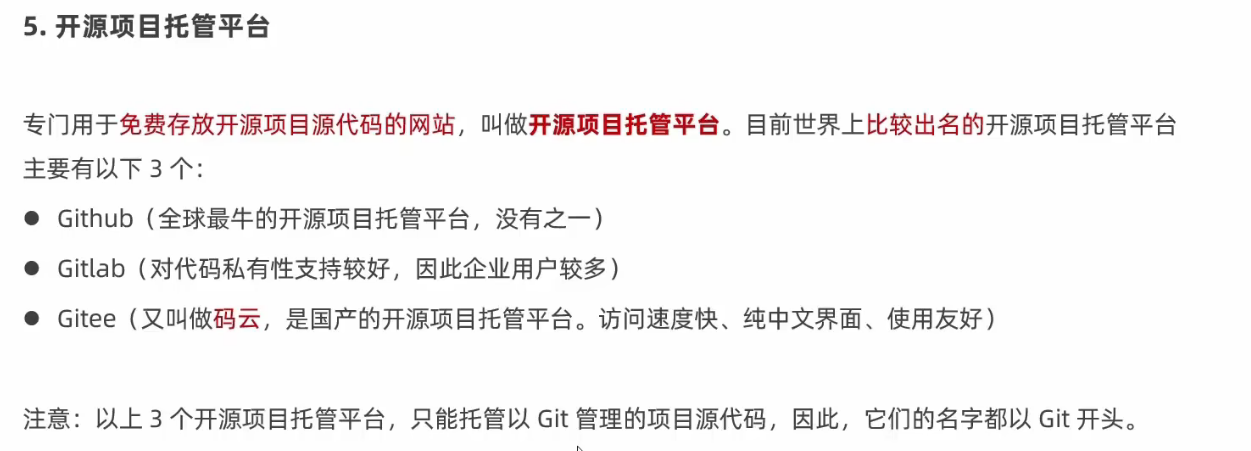 5. 开源项目托管平台
专门用于免费存放开源项目源代码的网站，叫做开源项目托管平台。目前世界上比较出名的开源项目托管平台
主要有以下 3 个：
● Github（全球最牛的开源项目托管平台，没有之一）
● Gitlab（对代码私有性支持较好，因此企业用户较多）
● Gitee（又叫做码云，是国产的开源项目托管平台。访问速度快、纯中文界面、使用友好）
注意：以上 3 个开源项目托管平台，只能托管以 Git 管理的项目源代码，因此，它们的名字都以 Git 开头。